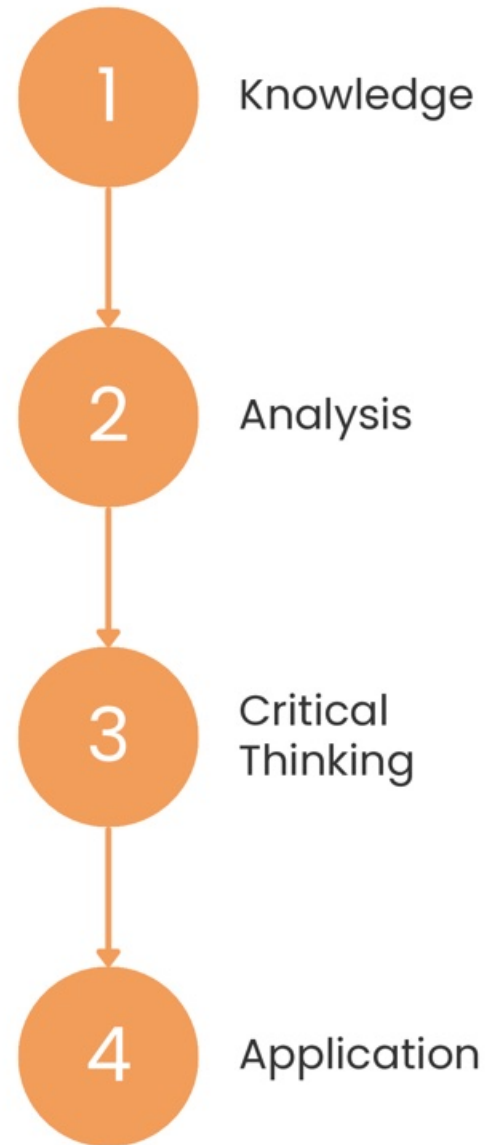 1
Knowledge
2
Analysis
3
Critical
Thinking
4
Application